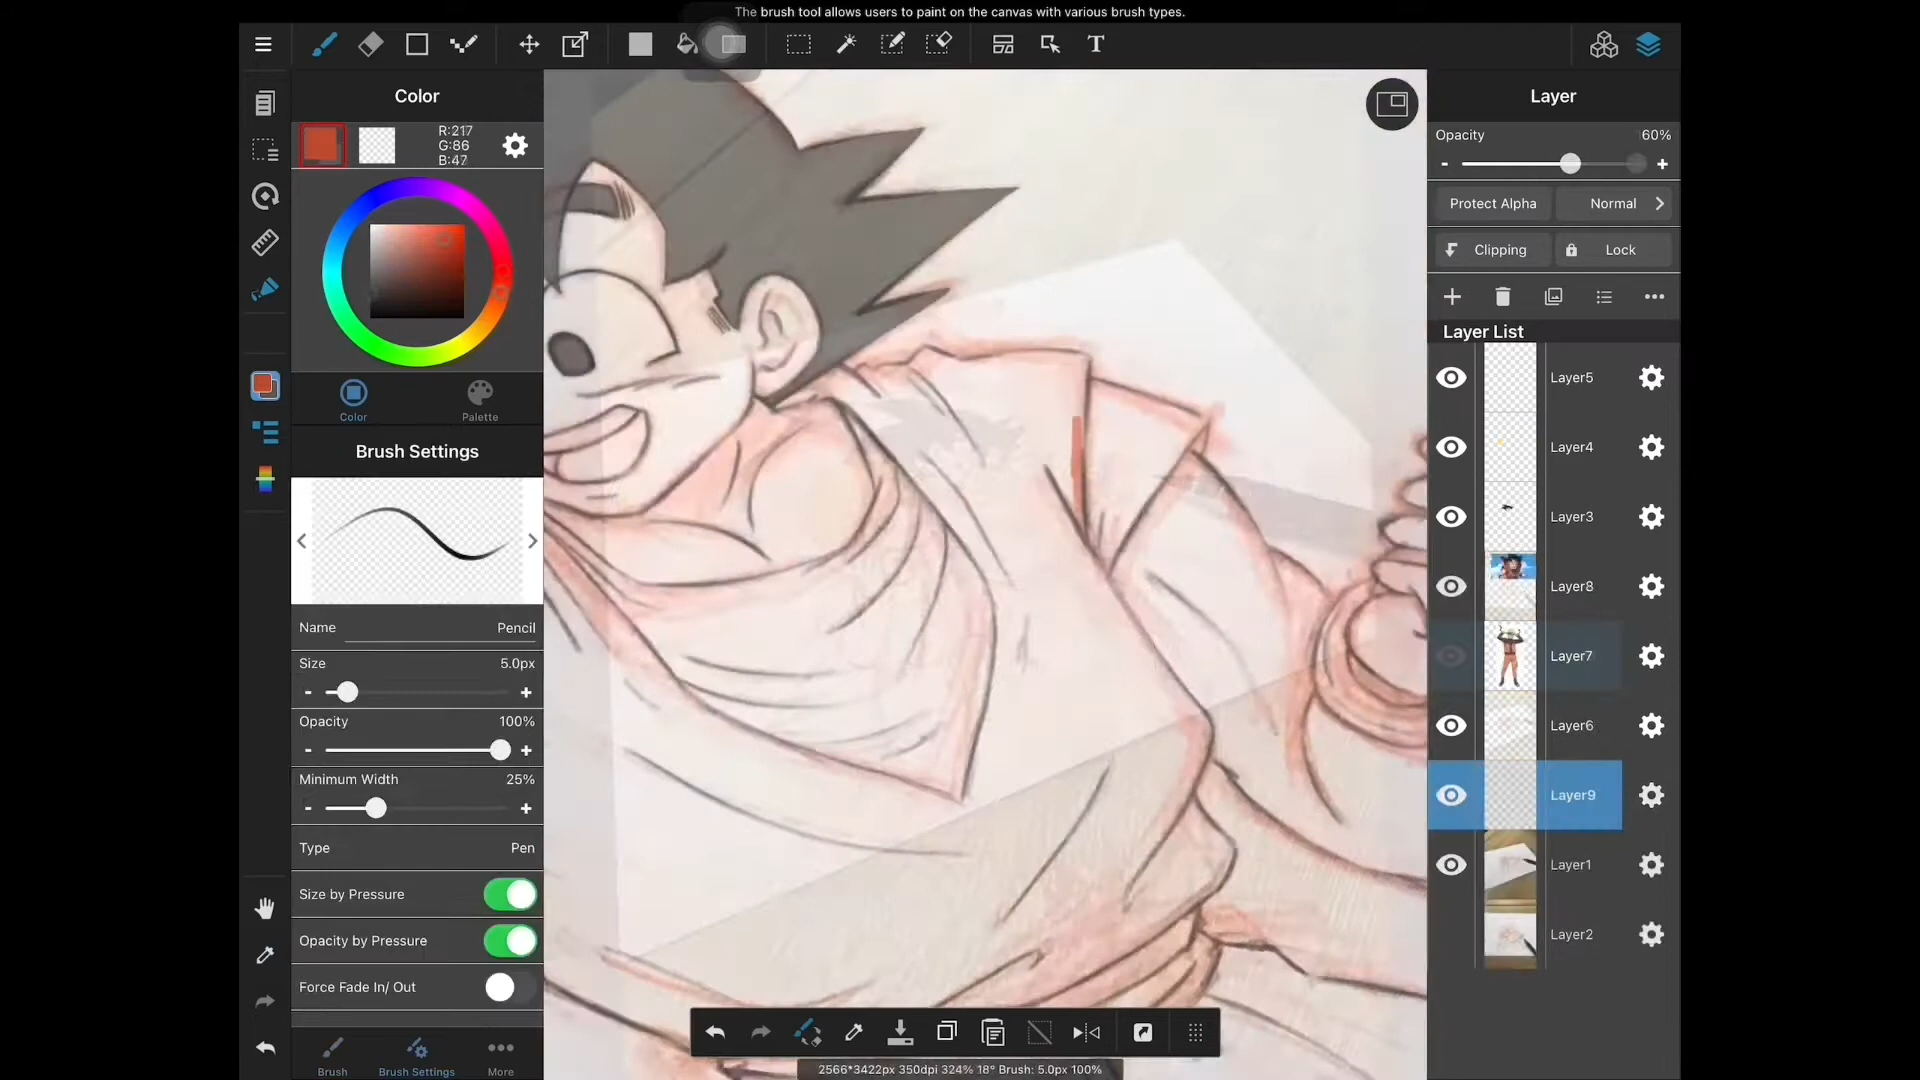 The brush tool allows users to paint on the canvas with various brush types.
T
Color
R:217
G:86
B:47
Color
Palette
Brush Settings
Name
Pencil
Size
5.0px
-
+
Opacity
100%
-
+
Minimum Width
25%
-
+
Type
Pen
Size by Pressure
Opacity by Pressure
Force Fade In/ Out
Brush
Brush Settings
More
2566*3422px 350dpi 324% 18° Brush: 5.0px 100%
Layer
Opacity
60%
-
+
Protect Alpha
Normal
Clipping
Lock
Layer List
Layer5
Layer4
Layer3
Layer8
Layer7
Layer6
Layer9
Layer1
Layer2